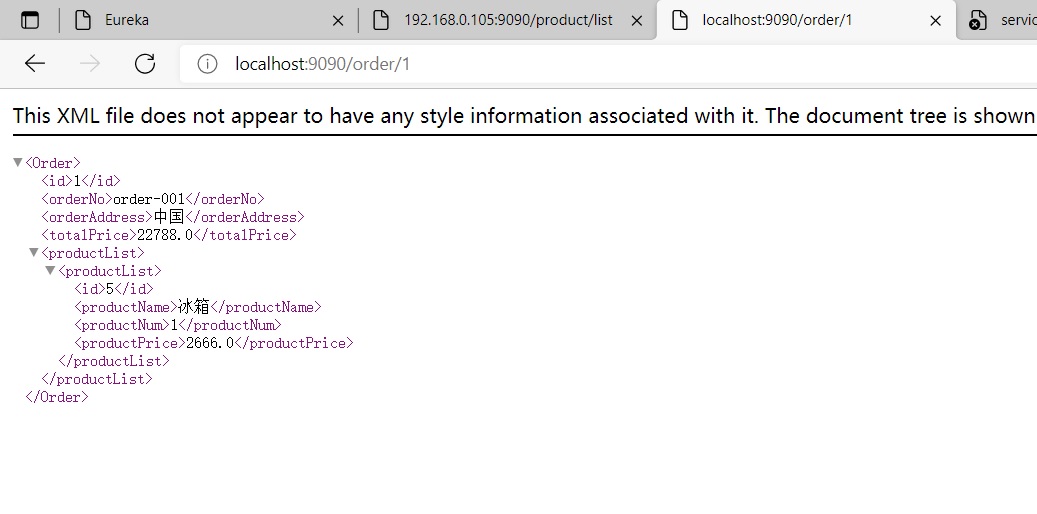 Eureka
192.168.0.105:9090/product/list
localhost:9090/order/1
servic
localhost:9090/order/1
This XML file does not appear to have any style information associated with it. The document tree is shown
<Order>
<id>1</id>
<orderNo>order-001</orderNo>
<orderAddress>中国</orderAddress>
<totalPrice>22788.0</totalPrice>
<productList>
<productList>
<id>5</id>
<productName>冰箱</productName>
<productNum>1</productNum>
<productPrice>2666.0</productPrice>
</productList>
</productList>
</Order>